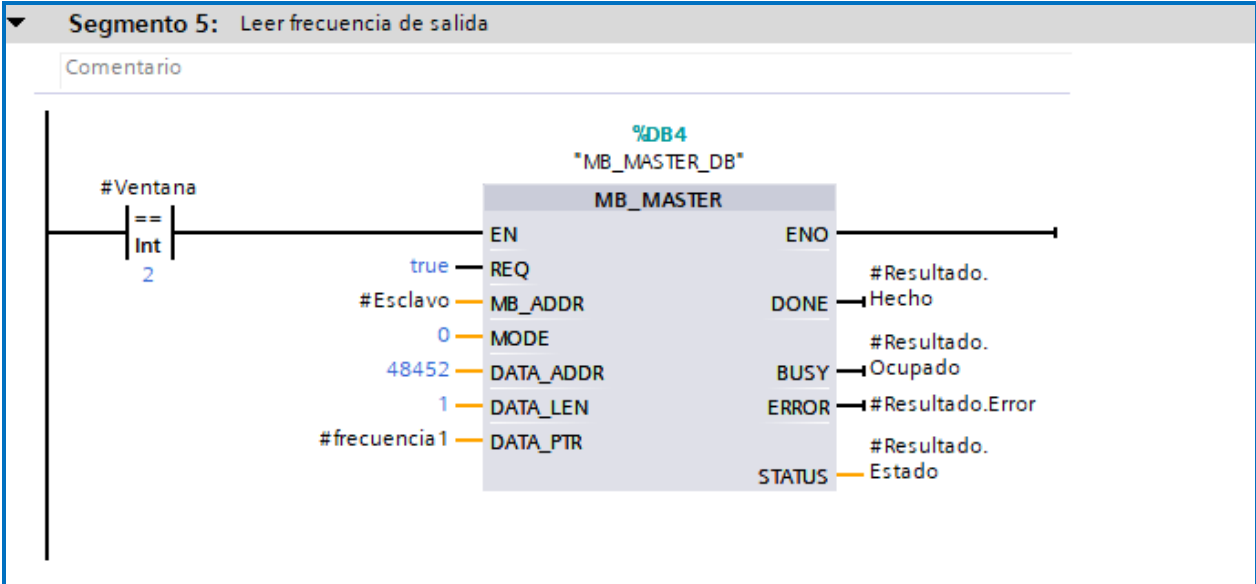 Segmento 5: Leer frecuencia de salida
Comentario
%DB4
"MB_MASTER_DB"
#Ventana
MB_MASTER
==
Int
2
EN ENO
true REQ
#Resultado.
Hecho
#Esclavo MB_ADDR DONE
0 MODE
#Resultado.
Ocupado
48452 DATA_ADDR BUSY
1 DATA_LEN ERROR #Resultado.Error
#frecuencia1 DATA_PTR
#Resultado.
Estado
STATUS